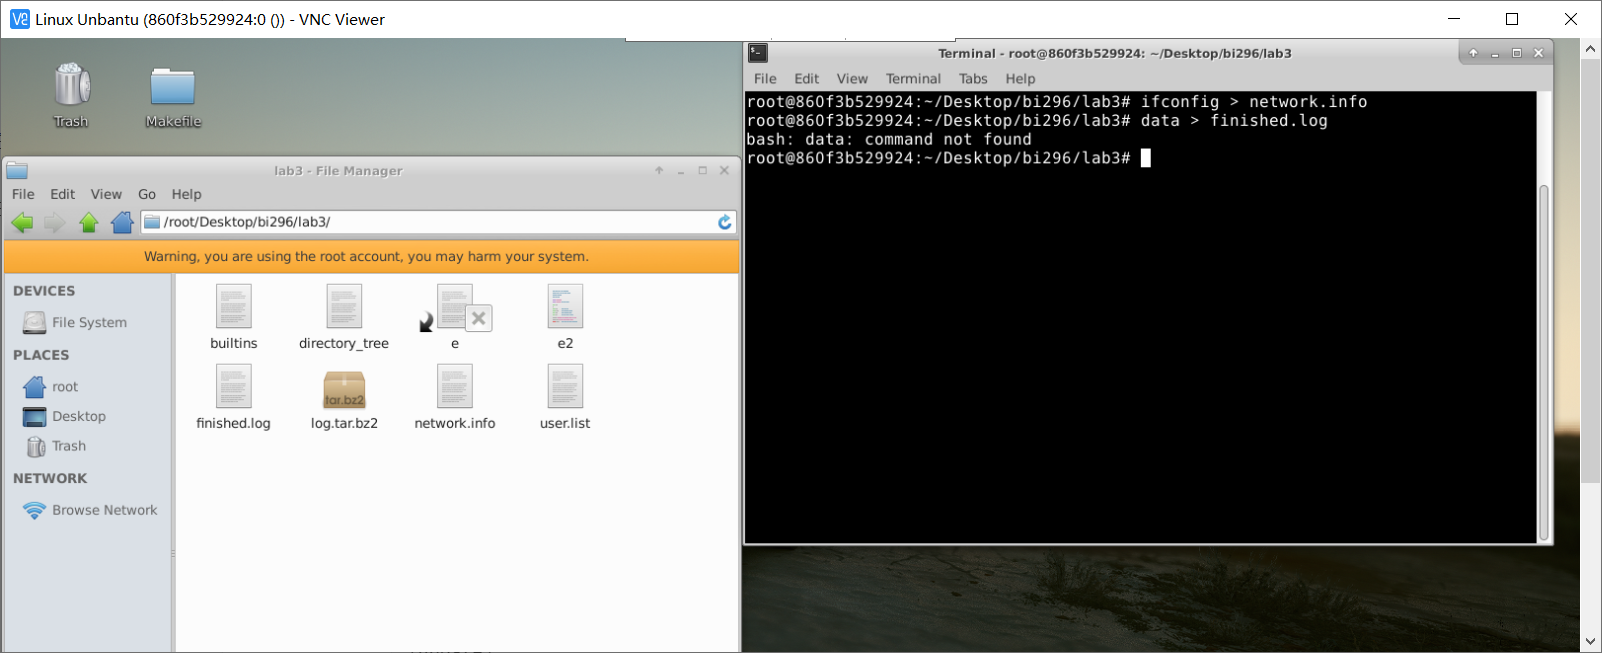 Linux Unbantu (860f3b529924:0 ()) - VNC Viewer
Trash
Makefile
lab3 - File Manager
File Edit View Go Help
/root/Desktop/bi296/lab3/
Warning, you are using the root account, you may harm your system.
DEVICES
File System
PLACES
root
Desktop
Trash
NETWORK
Browse Network
builtins
directory_tree
e
e2
finished.log
tar.bz2
log.tar.bz2
network.info
user.list
Terminal - root@860f3b529924: ~/Desktop/bi296/lab3
File Edit View Terminal Tabs Help
root@860f3b529924:~/Desktop/bi296/lab3# ifconfig > network.info
root@860f3b529924:~/Desktop/bi296/lab3# data > finished.log
bash: data: command not found
root@860f3b529924:~/Desktop/bi296/lab3#